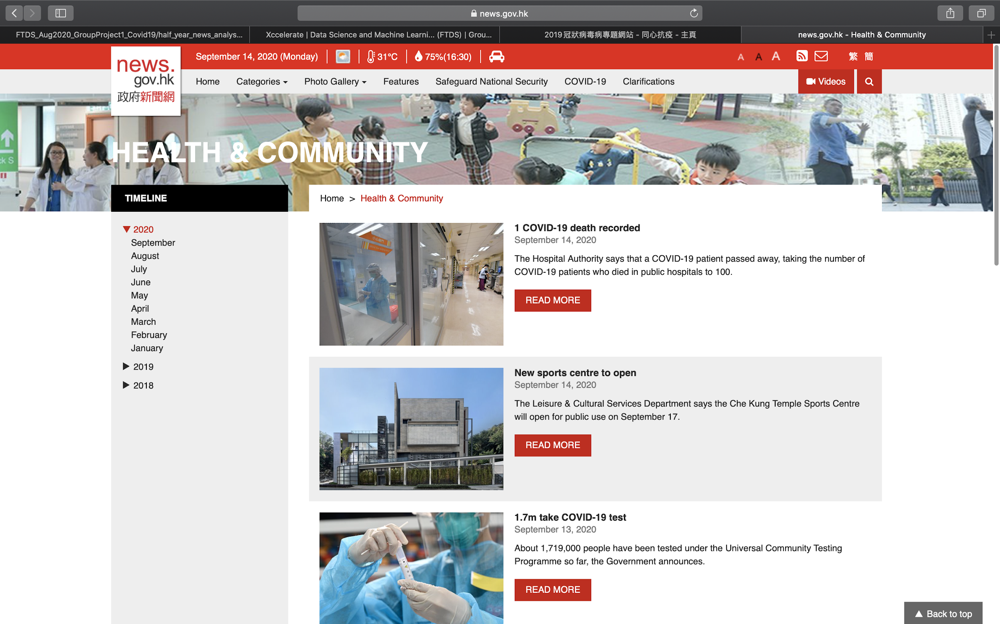 news.gov.hk
FTDS_Aug2020_GroupProject1_Covid19/half_year_news_analys...
Xccelerate | Data Science and Machine Learni... (FTDS) | Grou...
2019冠狀病毒病專題網站 - 同心抗疫 - 主頁
news.gov.hk - Health & Community
news.
gov.hk
政府新聞網
September 14, 2020 (Monday)
31°C
75%(16:30)
A A A
繁 簡
Home
Categories
Photo Gallery
Features
Safeguard National Security
COVID-19
Clarifications
Videos
HEALTH & COMMUNITY
ck S
TIMELINE
2020
September
August
July
June
May
April
March
February
January
2019
2018
Home > Health & Community
小心趟門
1 COVID-19 death recorded
September 14, 2020
The Hospital Authority says that a COVID-19 patient passed away, taking the number of
COVID-19 patients who died in public hospitals to 100.
READ MORE
New sports centre to open
September 14, 2020
The Leisure & Cultural Services Department says the Che Kung Temple Sports Centre
will open for public use on September 17.
READ MORE
1.7m take COVID-19 test
September 13, 2020
About 1,719,000 people have been tested under the Universal Community Testing
Programme so far, the Government announces.
READ MORE
Back to top